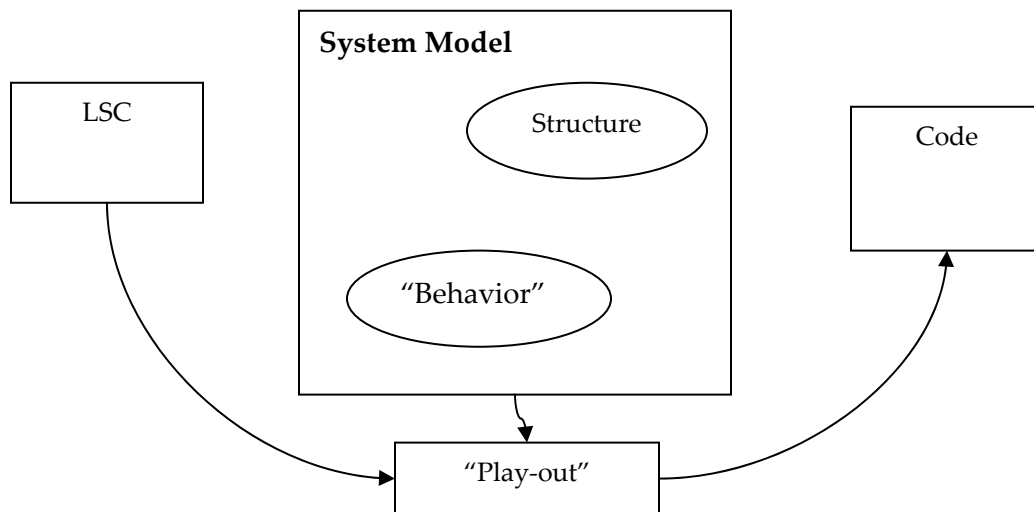 System Model
LSC
Structure
Code
“Behavior”
“Play-out”